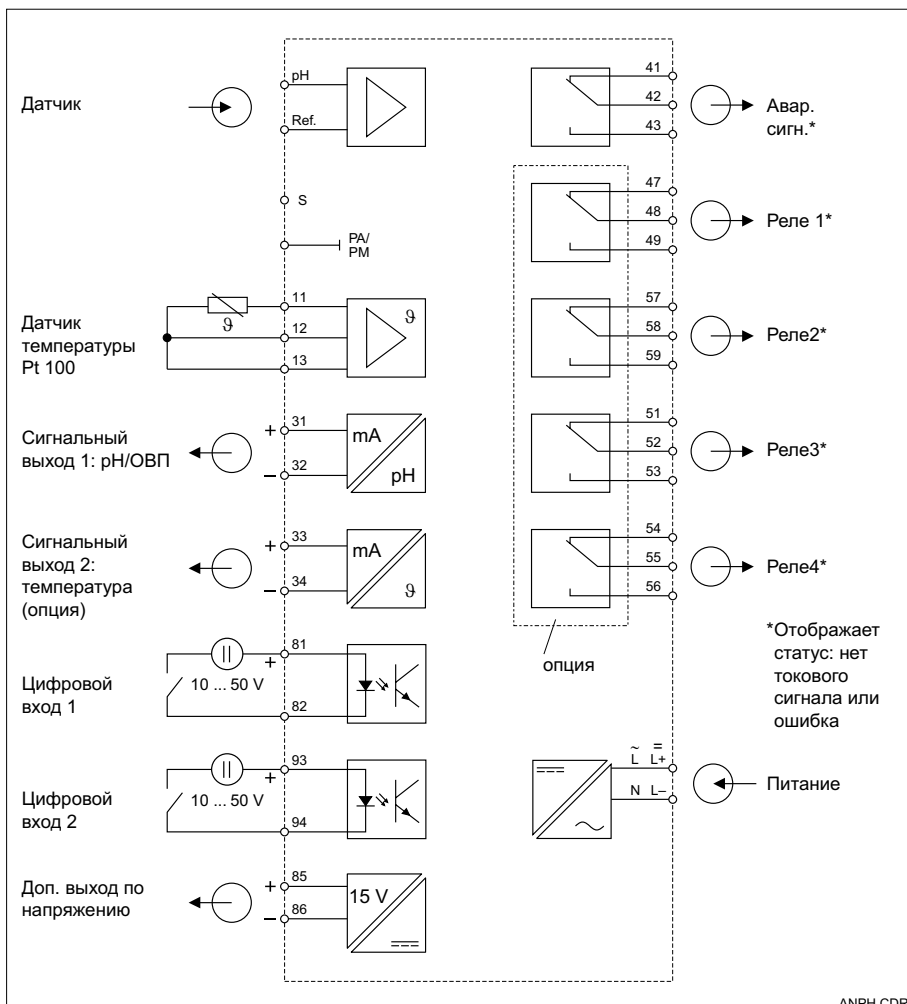 Датчик
pH
Ref.
S
PA/
PM
Датчик
температуры
Pt 100
ϑ
11
12
13
ϑ
Сигнальный
выход 1: pH/ОВП
+ 31
– 32
mA
pH
Сигнальный
выход 2:
температура
(опция)
+ 33
– 34
mA
ϑ
Цифровой
вход 1
10 ... 50 V
+
81
82
Цифровой
вход 2
10 ... 50 V
+
93
94
Доп. выход по
напряжению
+ 85
– 86
15 V
41
42
43
Авар.
сигн.*
47
48
49
Реле 1*
57
58
59
Реле2*
51
52
53
Реле3*
54
55
56
Реле4*
опция
*Отображает
статус: нет
токового
сигнала или
ошибка
~ =
L L+
N L–
Питание